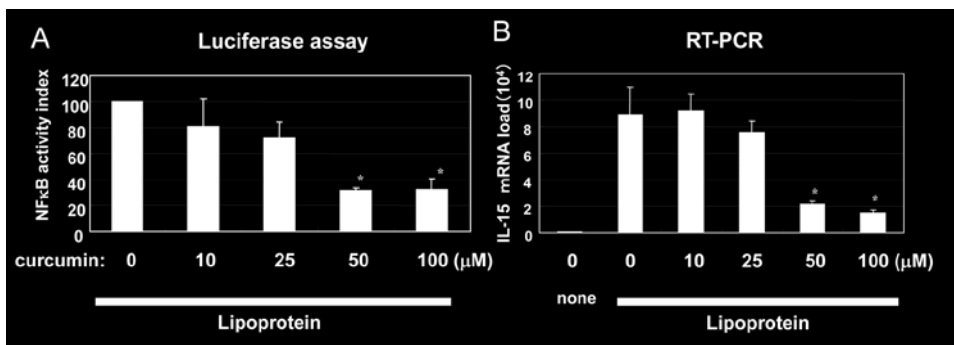 A
Luciferase assay
NFκB activity index
120
100
80
60
40
20
0
*
*
curcumin: 0 10 25 50 100 (μM)
Lipoprotein
B
RT-PCR
IL-15 mRNA load(10⁴)
12
10
8
6
4
2
0
*
*
0 0 10 25 50 100 (μM)
none
Lipoprotein